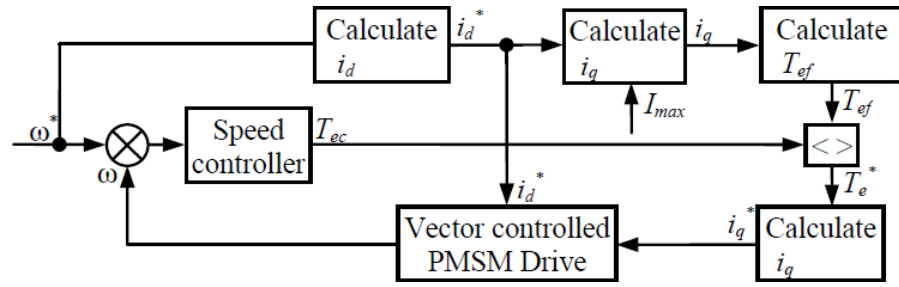 Calculate
i_d
i_d^*
Calculate
i_q
i_q
Calculate
T_ef
I_max
T_ef
ω^*
Speed
controller
T_ec
< >
ω
T_e^*
i_d^*
Vector controlled
PMSM Drive
i_q^*
Calculate
i_q